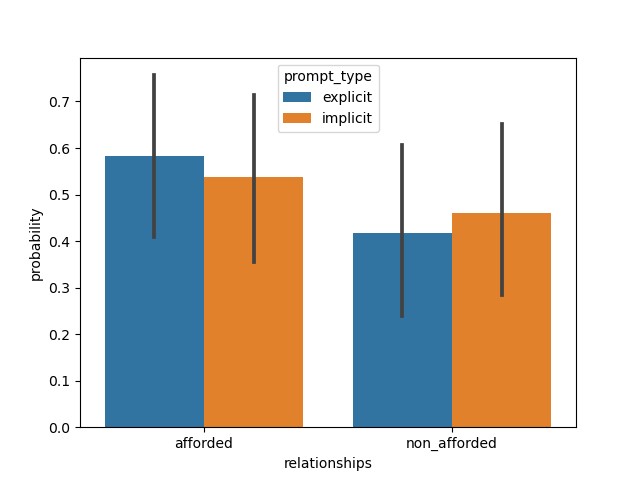 prompt_type
explicit
implicit
0.7
0.6
0.5
0.4
0.3
0.2
0.1
0.0
probability
afforded
non_afforded
relationships